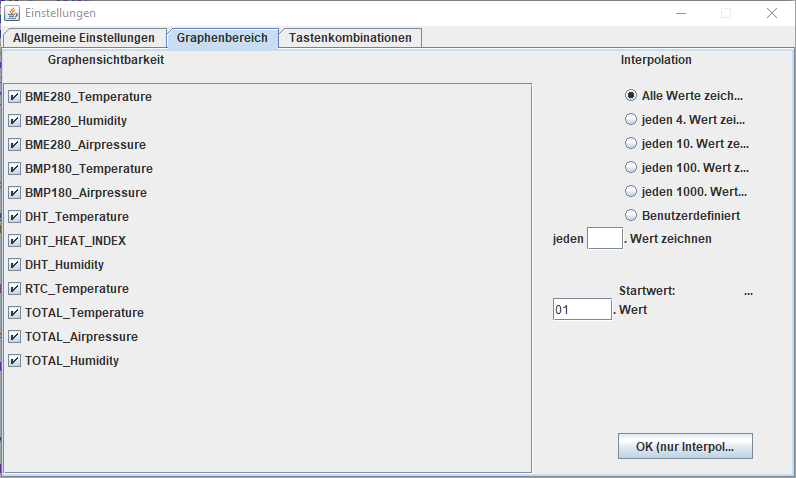 Einstellungen
Allgemeine Einstellungen Graphenbereich Tastenkombinationen
Graphensichtbarkeit
BME280_Temperature
BME280_Humidity
BME280_Airpressure
BMP180_Temperature
BMP180_Airpressure
DHT_Temperature
DHT_HEAT_INDEX
DHT_Humidity
RTC_Temperature
TOTAL_Temperature
TOTAL_Airpressure
TOTAL_Humidity
Interpolation
Alle Werte zeich...
jeden 4. Wert zei...
jeden 10. Wert ze...
jeden 100. Wert z...
jeden 1000. Wert...
Benutzerdefiniert
jeden . Wert zeichnen
Startwert: ...
01 . Wert
OK (nur Interpol...